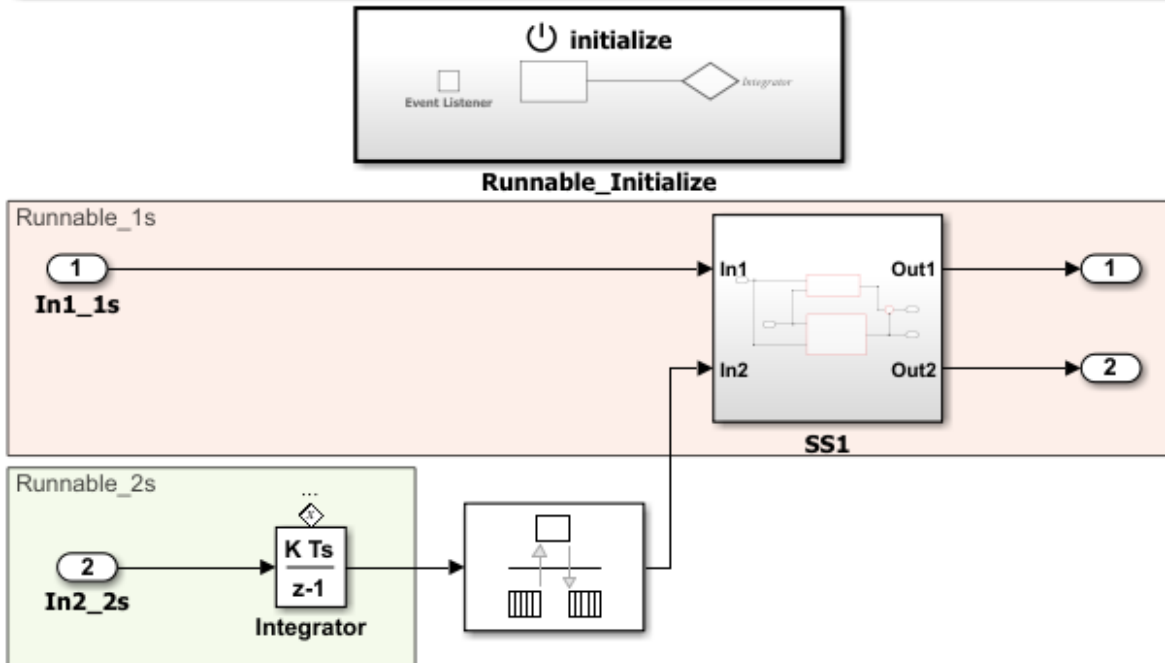 initialize
Event Listener
Integrator
Runnable_Initialize
Runnable_1s
1
In1_1s
In1
Out1
1
In2
Out2
2
SS1
Runnable_2s
...
x
2
In2_2s
K Ts
z-1
Integrator